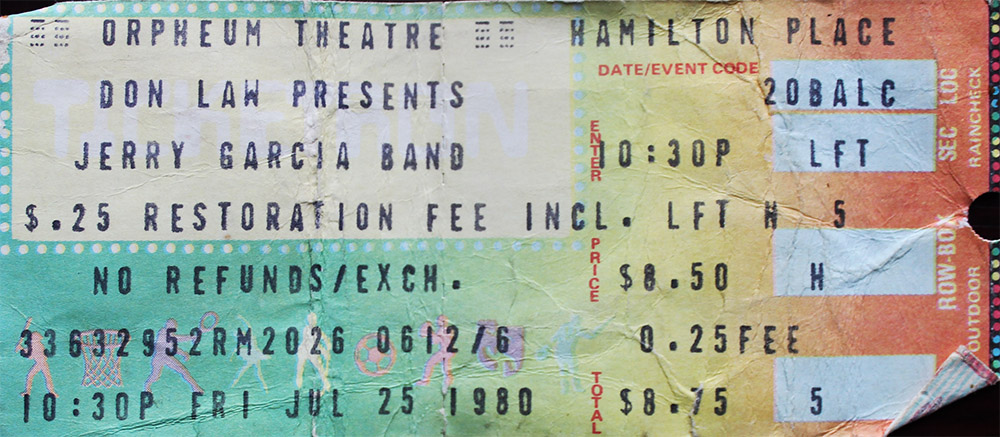 ORPHEUM THEATRE HAMILTON PLACE
DATE/EVENT CODE
DON LAW PRESENTS 20BALC
JERRY GARCIA BAND 10:30P LFT
ENTER
$.25 RESTORATION FEE INCL. LFT H 5
NO REFUNDS/EXCH. $8.50 H
PRICE
33632952RM2026 0612/6 0.25FEE
10:30P FRI JUL 25 1980 $8.75 5
TOTAL
SEC LOC
RAINCHECK
ROW-BO
OUTDOOR